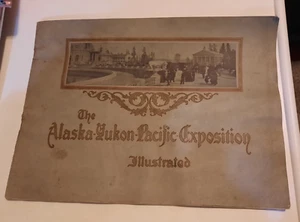 The
Alaska-Yukon-Pacific-Exposition
Illustrated